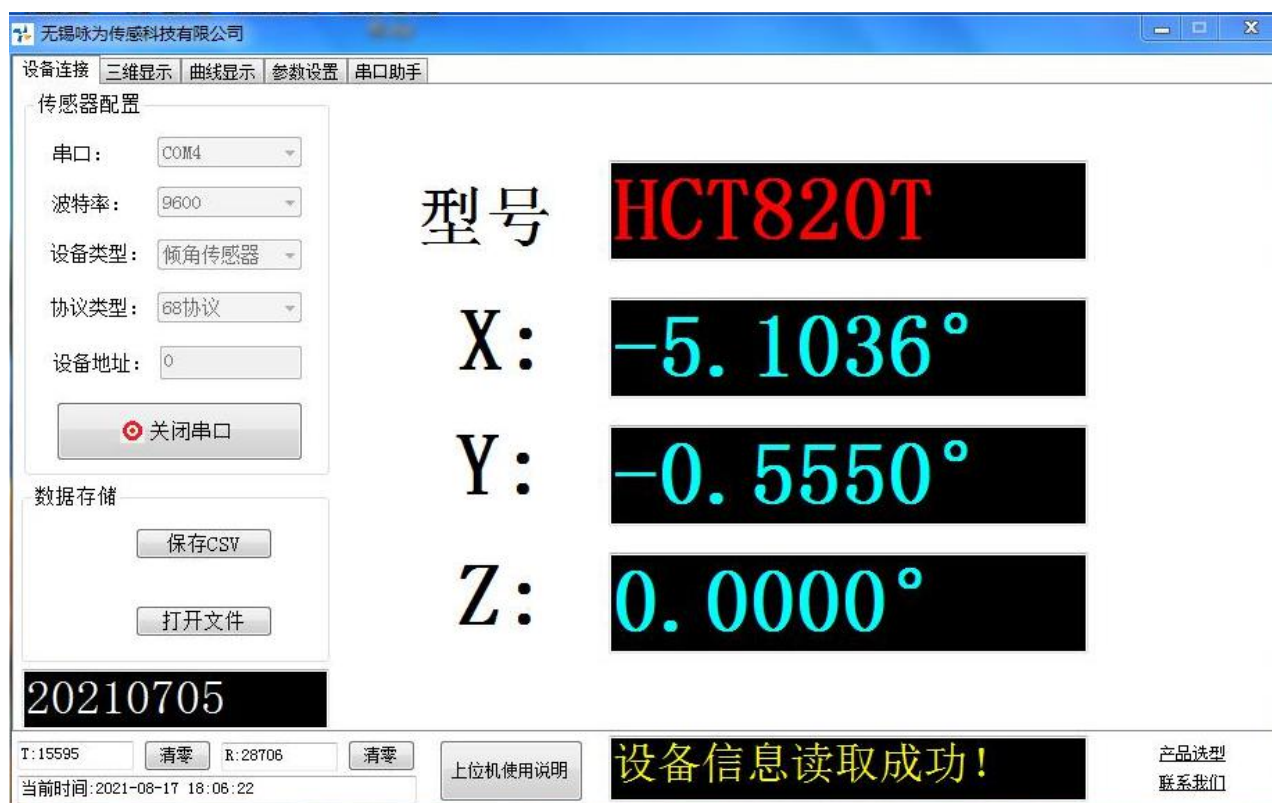 无锡咏为传感科技有限公司
设备连接 三维显示 曲线显示 参数设置 串口助手
传感器配置
串口: COM4
波特率: 9600
设备类型: 倾角传感器
协议类型: 68协议
设备地址: 0
关闭串口
数据存储
保存CSV
打开文件
20210705
型号 HCT820T
X: -5.1036°
Y: -0.5550°
Z: 0.0000°
T:15595 清零 R:28706 清零
当前时间:2021-08-17 18:06:22
上位机使用说明
设备信息读取成功!
产品选型
联系我们